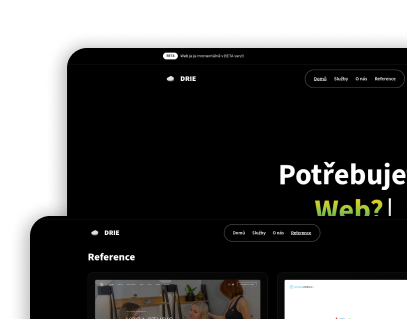 BETA Web je je momentálně v BETA verzi!
DRIE Domů Služby O nás Reference
Potřebuje
Web?
DRIE Domů Služby O nás Reference
Reference